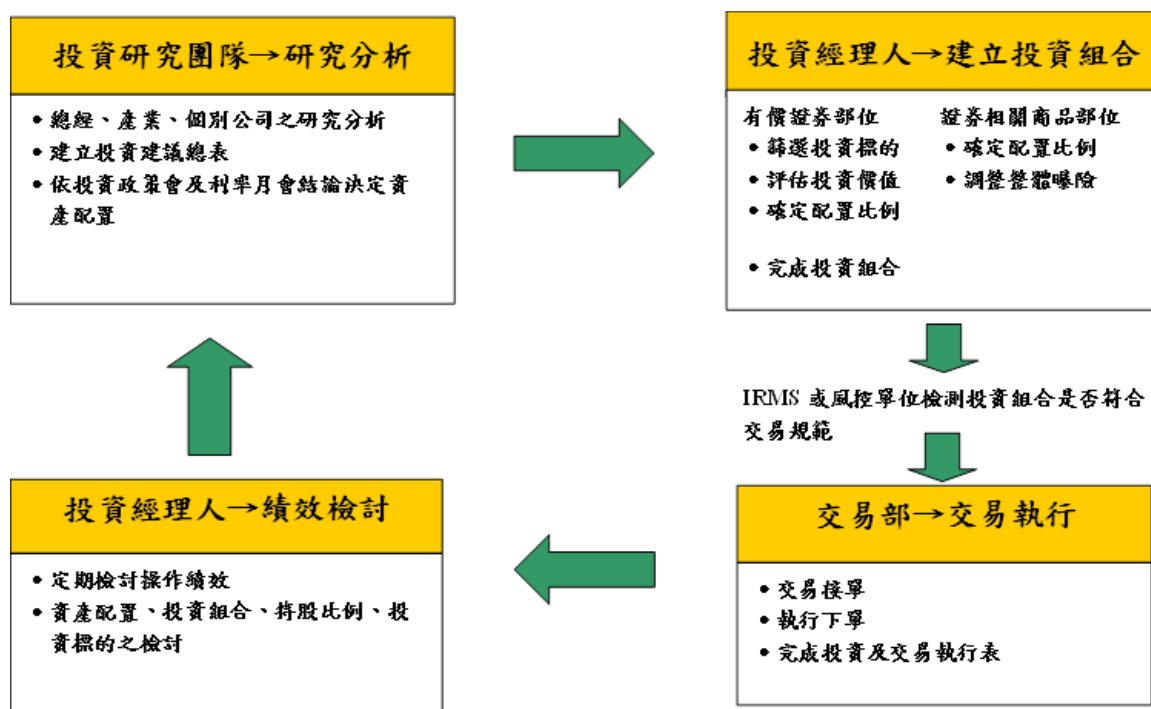 投資研究團隊→研究分析
• 總經、產業、個別公司之研究分析
• 建立投資建議總表
• 依投資政策會及利率月會結論決定資
產配置
投資經理人→建立投資組合
有價證券部位
• 篩選投資標的
• 評估投資價值
• 確定配置比例
• 完成投資組合
證券相關商品部位
• 確定配置比例
• 調整整體曝險
IRMS 或風控單位檢測投資組合是否符合
交易規範
交易部→交易執行
• 交易接單
• 執行下單
• 完成投資及交易執行表
投資經理人→績效檢討
• 定期檢討操作績效
• 資產配置、投資組合、持股比例、投
資標的之檢討